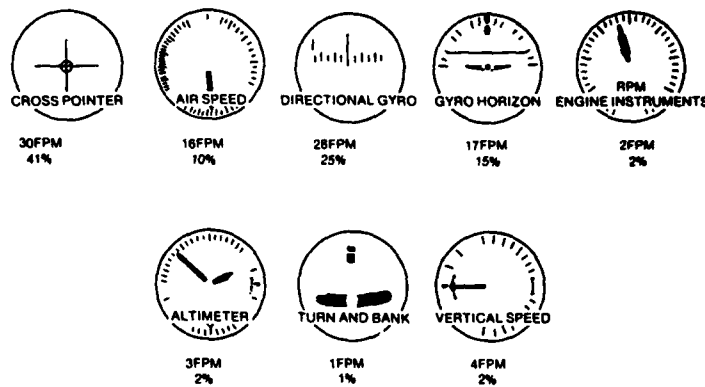 CROSS POINTER
30FPM
41%
AIR SPEED
16FPM
10%
DIRECTIONAL GYRO
28FPM
25%
GYRO HORIZON
17FPM
15%
RPM
ENGINE INSTRUMENTS
2FPM
2%
ALTIMETER
3FPM
2%
TURN AND BANK
1FPM
1%
VERTICAL SPEED
4FPM
2%